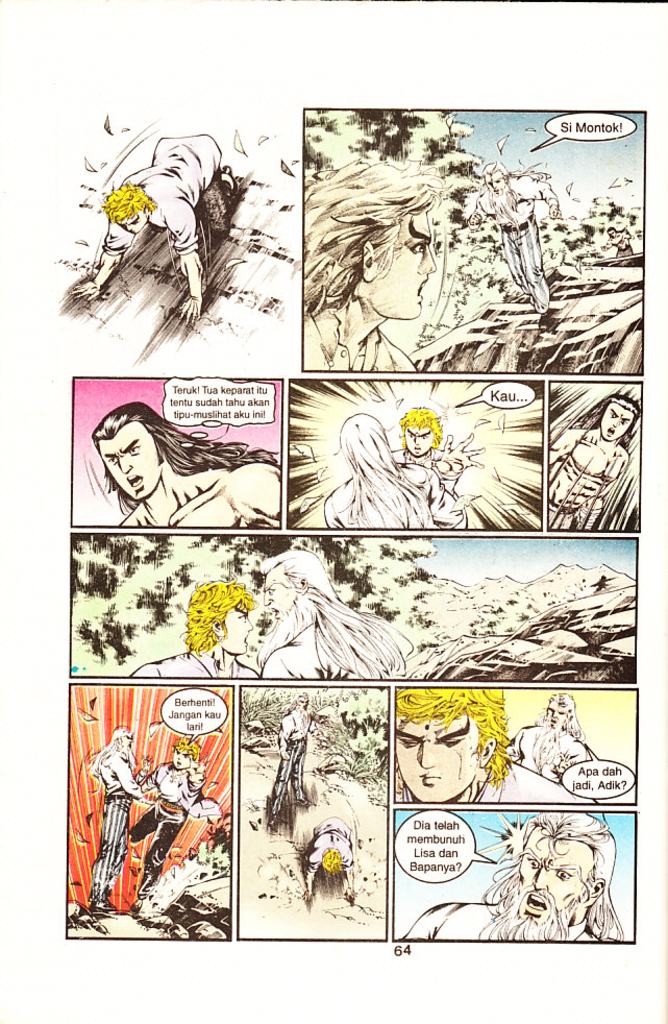 Si Montok!
Teruk! Tua keparat itu
tentu sudah tahu akan
tipu-muslihat aku ini!
Kau...
Berhenti!
Jangan kau
lari!
Apa dah
jadi, Adik?
Dia telah
membunuh
Lisa dan
Bapanya?
64